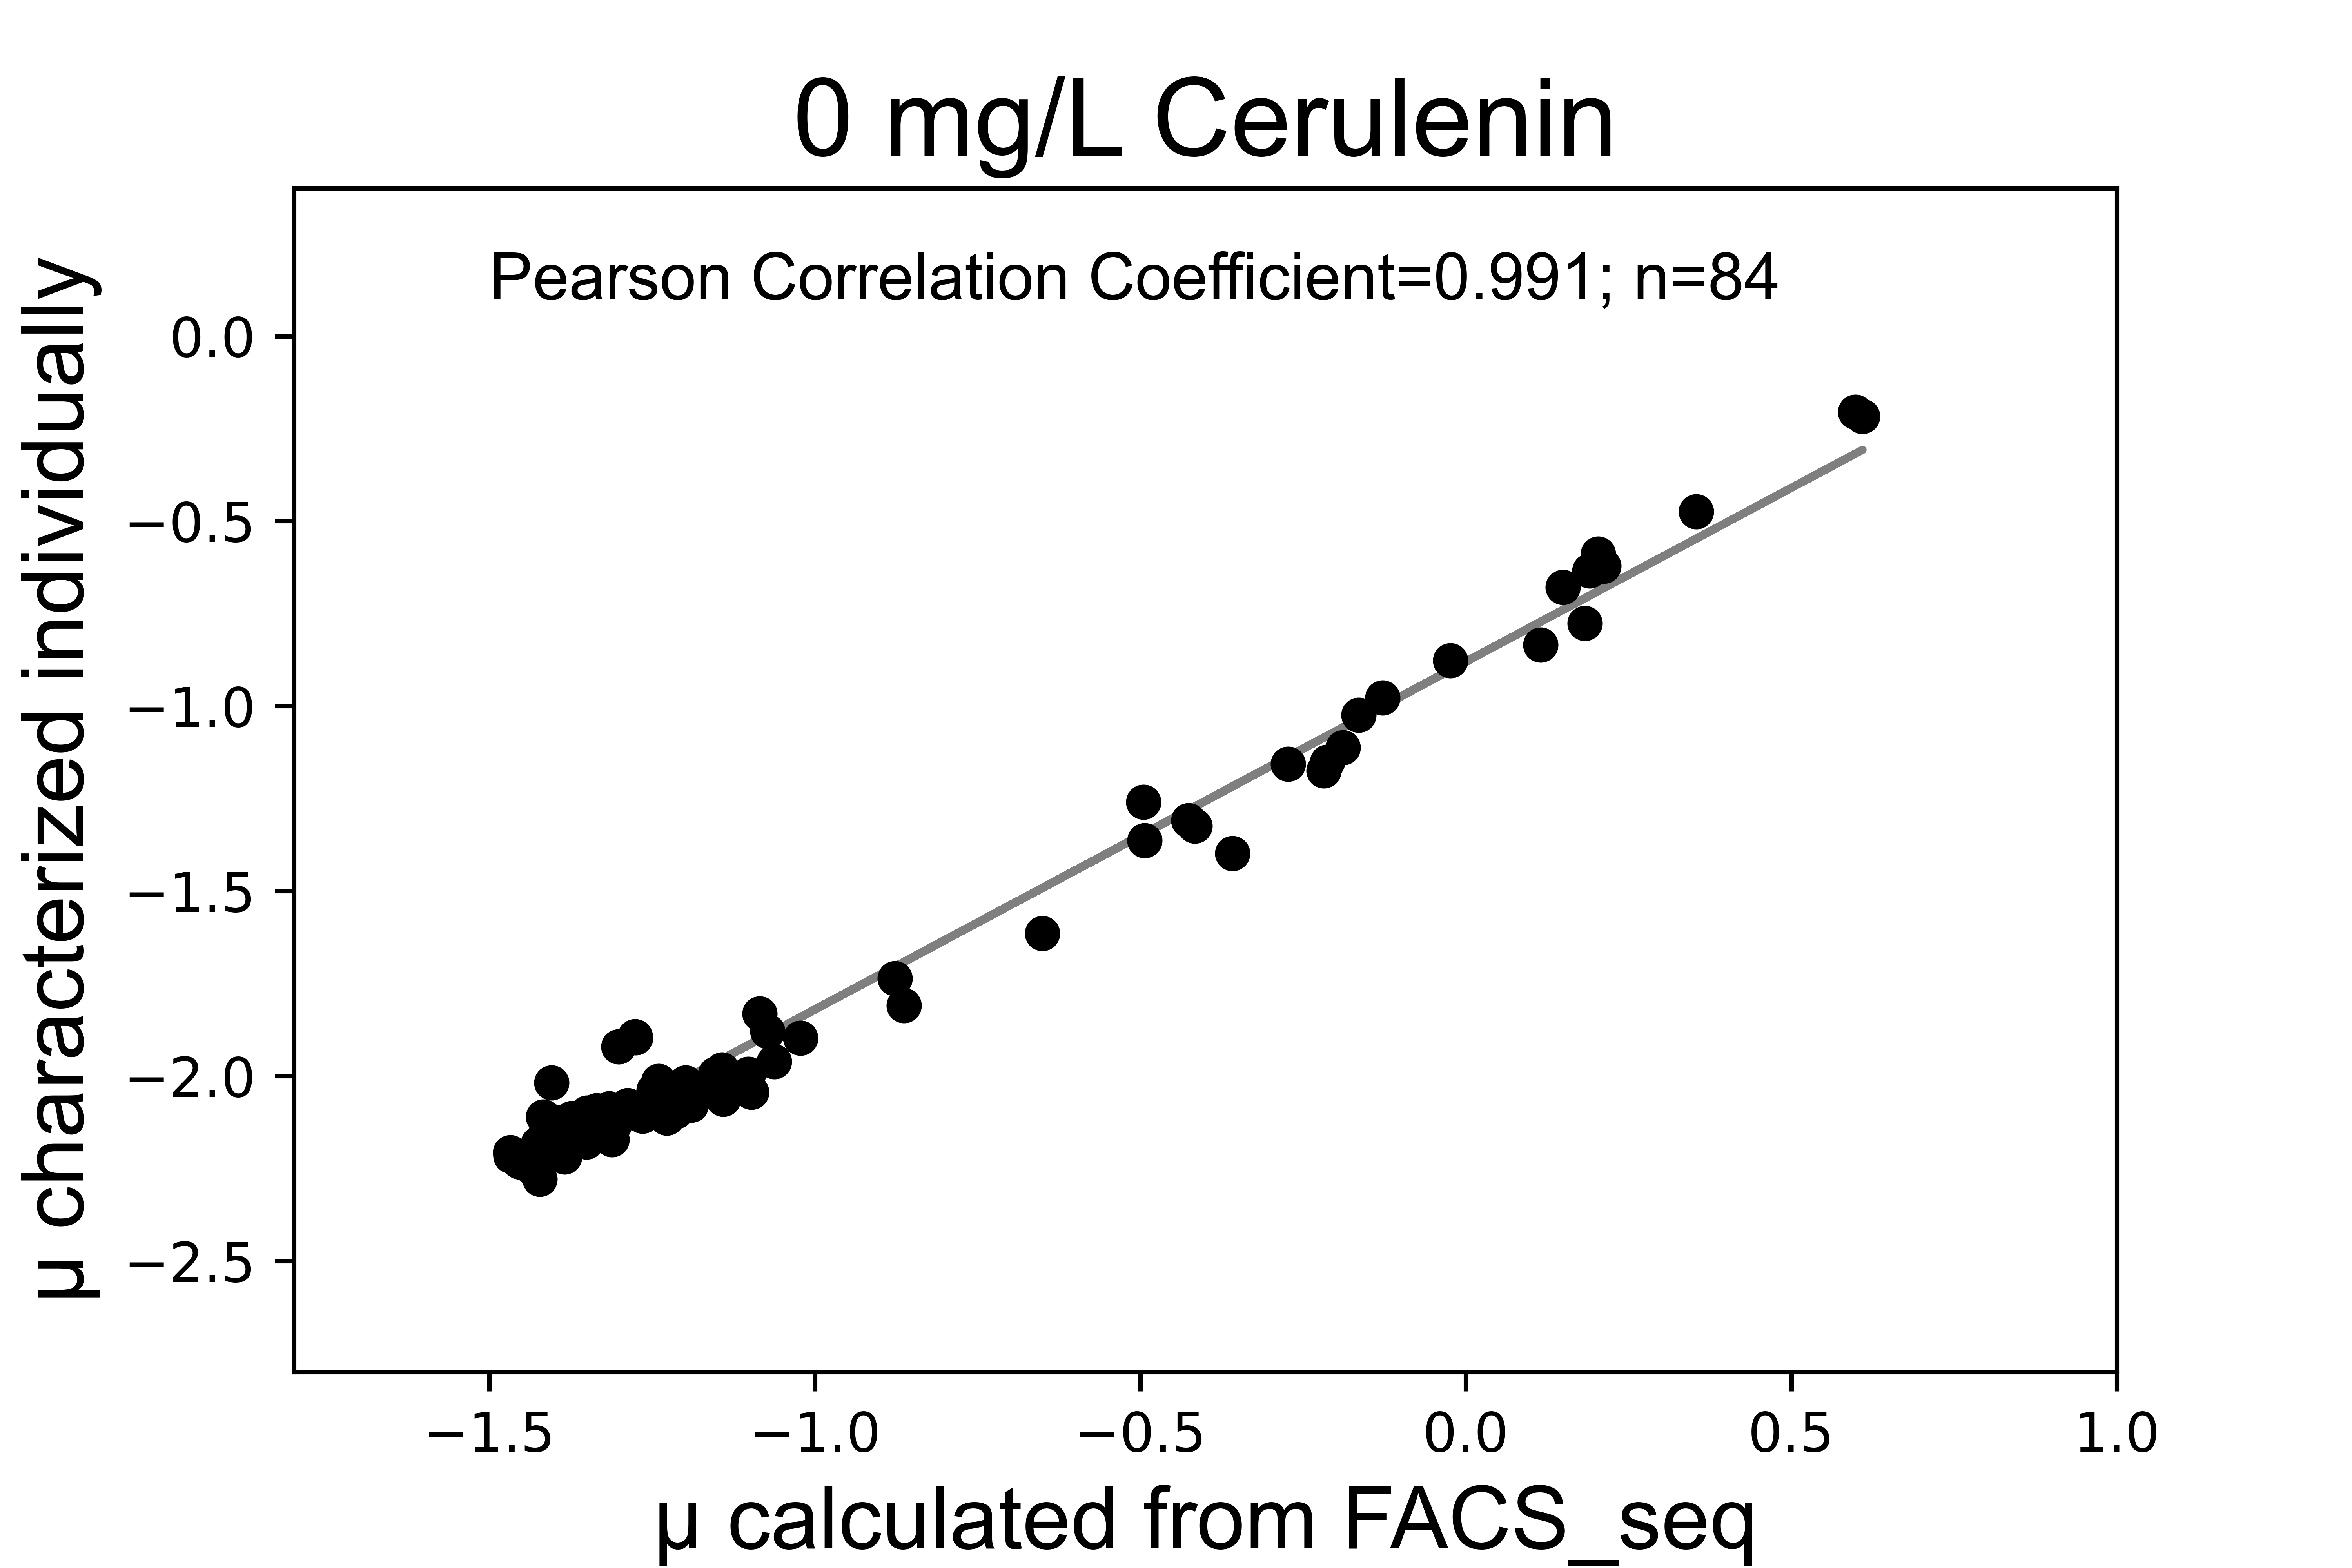 0 mg/L Cerulenin
Pearson Correlation Coefficient=0.991; n=84
μ characterized individually
0.0
−0.5
−1.0
−1.5
−2.0
−2.5
−1.5 −1.0 −0.5 0.0 0.5 1.0
μ calculated from FACS_seq